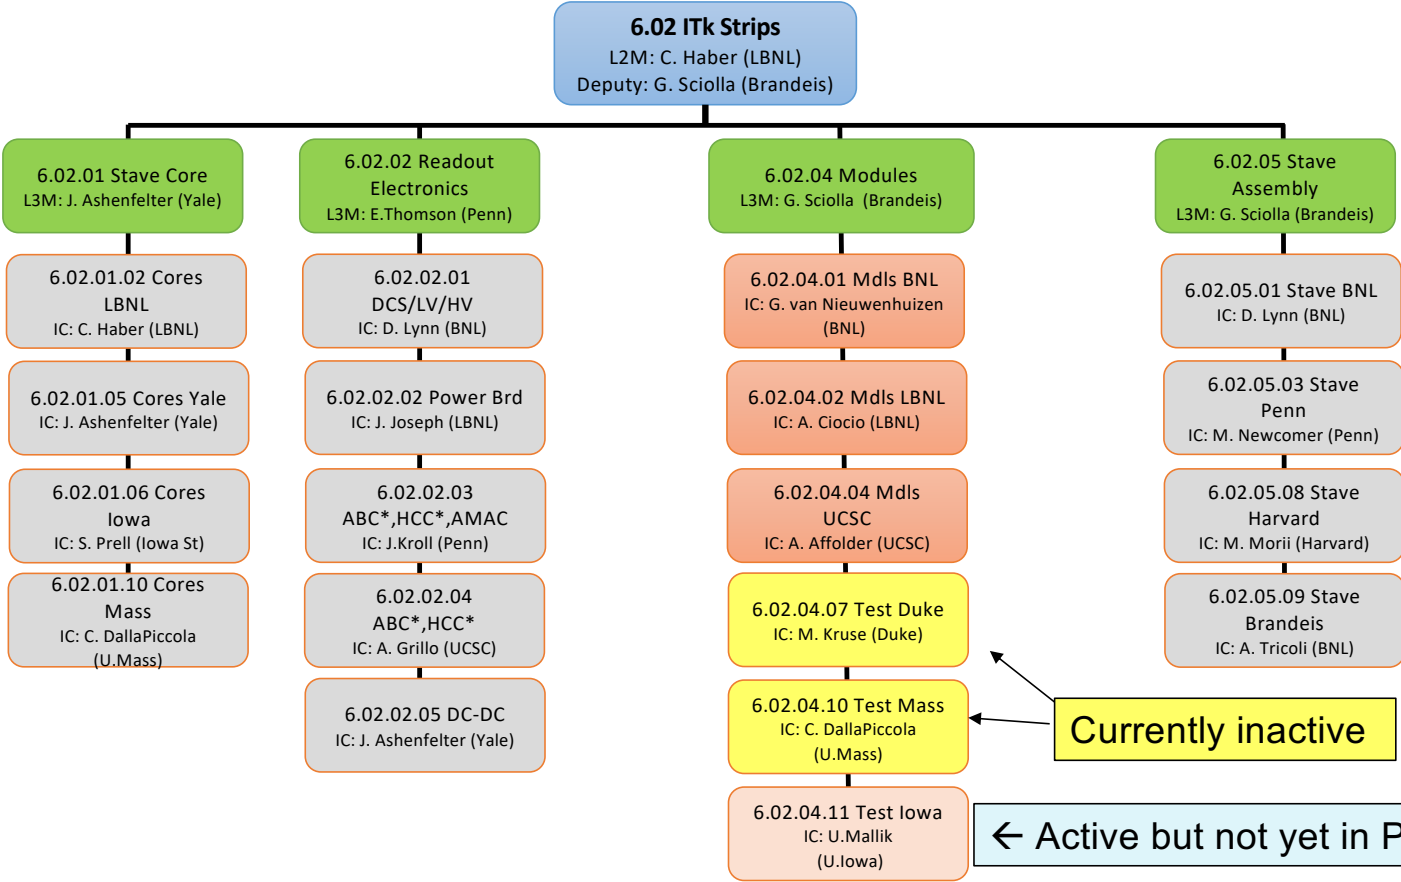 6.02 ITk Strips
L2M: C. Haber (LBNL)
Deputy: G. Sciolla (Brandeis)
6.02.01 Stave Core
L3M: J. Ashenfelter (Yale)
6.02.02 Readout
Electronics
L3M: E.Thomson (Penn)
6.02.04 Modules
L3M: G. Sciolla (Brandeis)
6.02.05 Stave
Assembly
L3M: G. Sciolla (Brandeis)
6.02.01.02 Cores
LBNL
IC: C. Haber (LBNL)
6.02.01.05 Cores Yale
IC: J. Ashenfelter (Yale)
6.02.01.06 Cores
Iowa
IC: S. Prell (Iowa St)
6.02.01.10 Cores
Mass
IC: C. DallaPiccola
(U.Mass)
6.02.02.01
DCS/LV/HV
IC: D. Lynn (BNL)
6.02.02.02 Power Brd
IC: J. Joseph (LBNL)
6.02.02.03
ABC*,HCC*,AMAC
IC: J.Kroll (Penn)
6.02.02.04
ABC*,HCC*
IC: A. Grillo (UCSC)
6.02.02.05 DC-DC
IC: J. Ashenfelter (Yale)
6.02.04.01 Mdls BNL
IC: G. van Nieuwenhuizen
(BNL)
6.02.04.02 Mdls LBNL
IC: A. Ciocio (LBNL)
6.02.04.04 Mdls
UCSC
IC: A. Affolder (UCSC)
6.02.04.07 Test Duke
IC: M. Kruse (Duke)
6.02.04.10 Test Mass
IC: C. DallaPiccola
(U.Mass)
6.02.04.11 Test Iowa
IC: U.Mallik
(U.Iowa)
6.02.05.01 Stave BNL
IC: D. Lynn (BNL)
6.02.05.03 Stave
Penn
IC: M. Newcomer (Penn)
6.02.05.08 Stave
Harvard
IC: M. Morii (Harvard)
6.02.05.09 Stave
Brandeis
IC: A. Tricoli (BNL)
Currently inactive
← Active but not yet in P